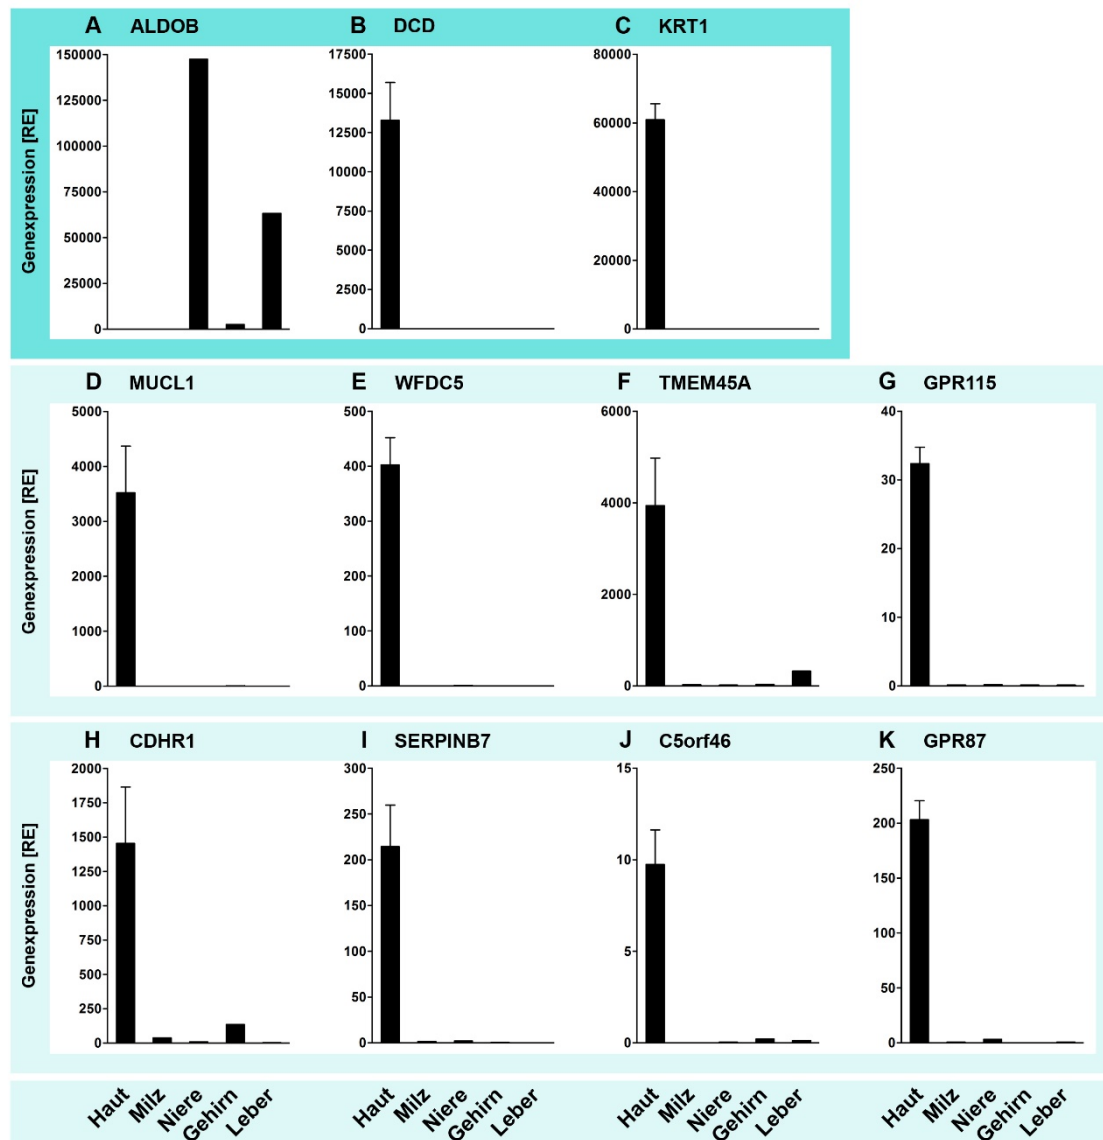 A ALDOB B DCD C KRT1
Genexpression [RE]
150000 125000 100000 75000 50000 25000 0
17500 15000 12500 10000 7500 5000 2500 0
80000 60000 40000 20000 0
D MUCL1 E WFDC5 F TMEM45A G GPR115
Genexpression [RE]
5000 4000 3000 2000 1000 0
500 400 300 200 100 0
6000 4000 2000 0
40 30 20 10 0
H CDHR1 I SERPINB7 J C5orf46 K GPR87
Genexpression [RE]
2000 1750 1500 1250 1000 750 500 250 0
300 250 200 150 100 50 0
15 10 5 0
250 200 150 100 50 0
Haut Milz Niere Gehirn Leber Haut Milz Niere Gehirn Leber Haut Milz Niere Gehirn Leber Haut Milz Niere Gehirn Leber